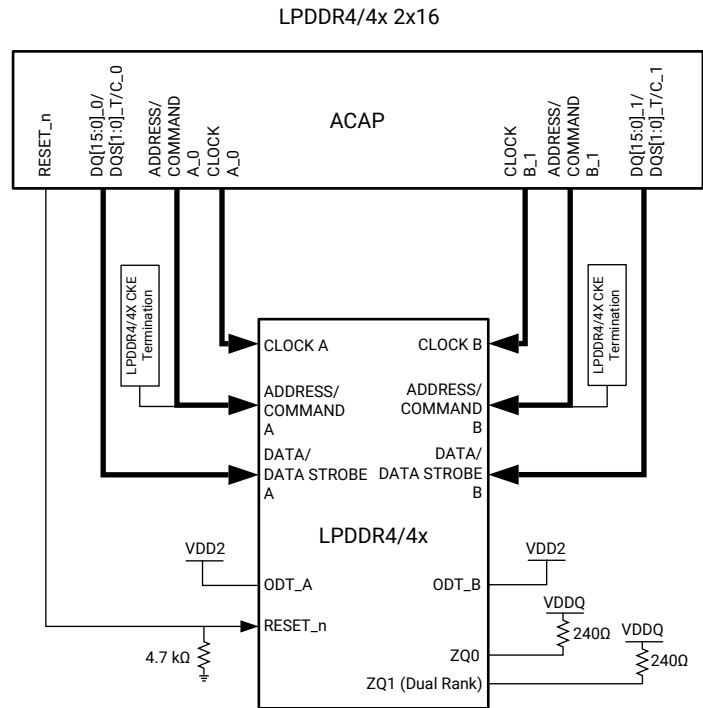 LPDDR4/4x 2x16
ACAP
RESET_n
DQ[15:0]_0/
DQS[1:0]_T/C_0
ADDRESS/
COMMAND
A_0
CLOCK
A_0
CLOCK
B_1
ADDRESS/
COMMAND
B_1
DQ[15:0]_1/
DQS[1:0]_T/C_1
LPDDR4/4X CKE
Termination
LPDDR4/4X CKE
Termination
CLOCK A
CLOCK B
ADDRESS/
COMMAND
A
ADDRESS/
COMMAND
B
DATA/
DATA STROBE
A
DATA/
DATA STROBE
B
LPDDR4/4x
VDD2
VDD2
ODT_A
ODT_B
VDDQ
240Ω
VDDQ
240Ω
RESET_n
4.7 kΩ
ZQ0
ZQ1 (Dual Rank)